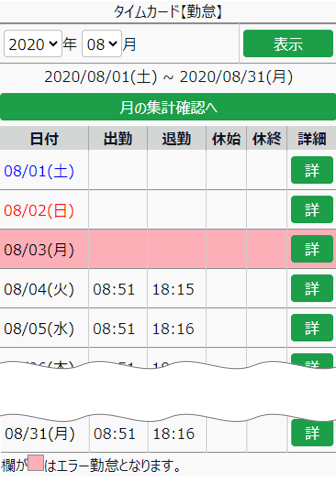 タイムカード【勤怠】
2020 年 08 月 表示
2020/08/01(土) ~ 2020/08/31(月)
月の集計確認へ
日付 出勤 退勤 休始 休終 詳細
08/01(土) 詳
08/02(日) 詳
08/03(月) 詳
08/04(火) 08:51 18:15 詳
08/05(水) 08:51 18:16 詳
08/31(月) 08:51 18:16 詳
欄が はエラー勤怠となります。